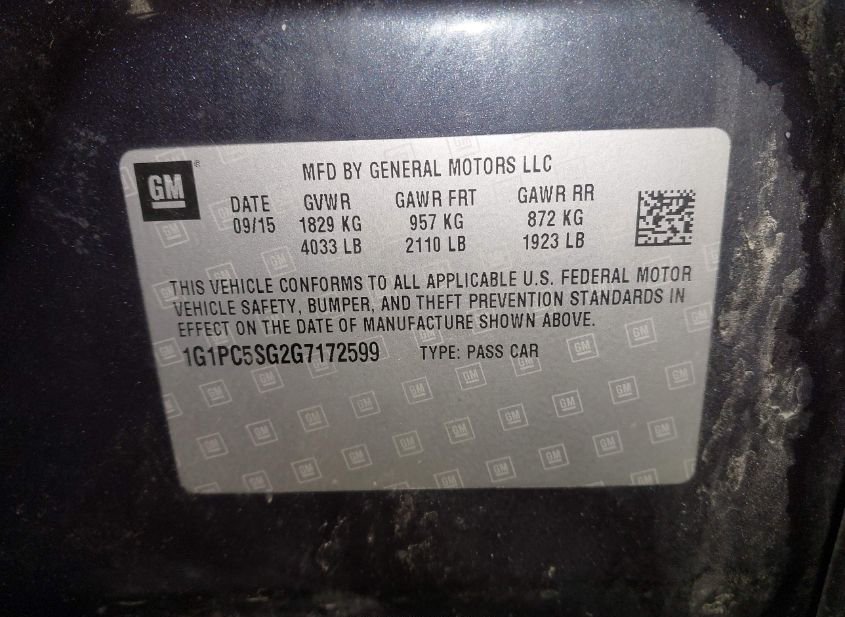 GM ®
MFD BY GENERAL MOTORS LLC
DATE GVWR GAWR FRT GAWR RR
09/15 1829 KG 957 KG 872 KG
4033 LB 2110 LB 1923 LB
THIS VEHICLE CONFORMS TO ALL APPLICABLE U.S. FEDERAL MOTOR
VEHICLE SAFETY, BUMPER, AND THEFT PREVENTION STANDARDS IN
EFFECT ON THE DATE OF MANUFACTURE SHOWN ABOVE.
1G1PC5SG2G7172599 TYPE: PASS CAR